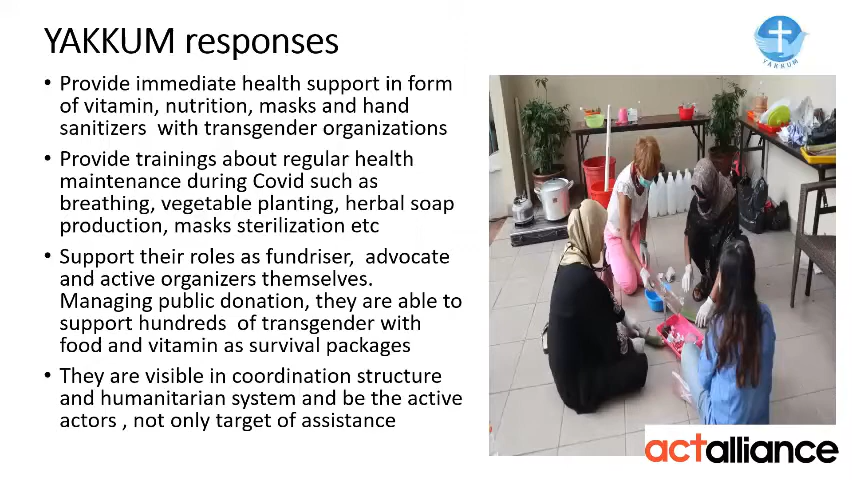 YAKKUM responses
• Provide immediate health support in form
of vitamin, nutrition, masks and hand
sanitizers with transgender organizations
• Provide trainings about regular health
maintenance during Covid such as
breathing, vegetable planting, herbal soap
production, masks sterilization etc
• Support their roles as fundriser, advocate
and active organizers themselves.
Managing public donation, they are able to
support hundreds of transgender with
food and vitamin as survival packages
• They are visible in coordination structure
and humanitarian system and be the active
actors , not only target of assistance
YAKKUM
actalliance